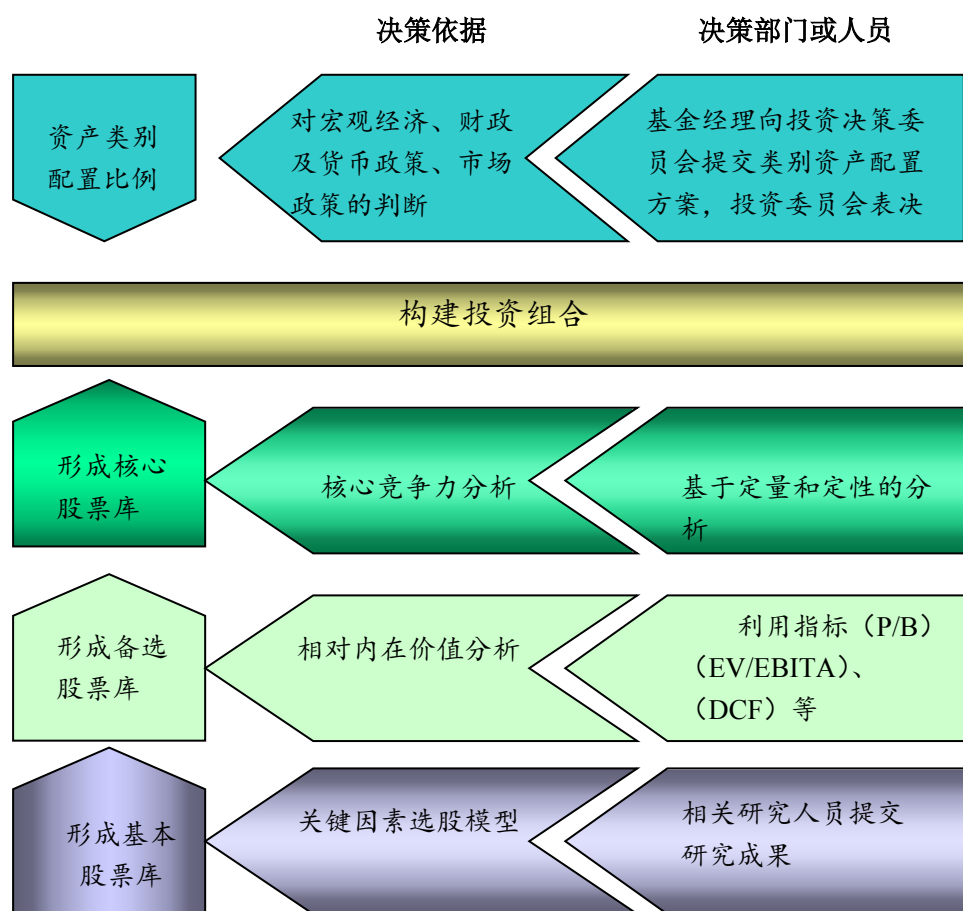 决策依据
决策部门或人员
资产类别
配置比例
对宏观经济、财政
及货币政策、市场
政策的判断
基金经理向投资决策委
员会提交类别资产配置
方案，投资委员会表决
构建投资组合
形成核心
股票库
核心竞争力分析
基于定量和定性的分
析
形成备选
股票库
相对内在价值分析
利用指标（P/B）
（EV/EBITA）、
（DCF）等
形成基本
股票库
关键因素选股模型
相关研究人员提交
研究成果